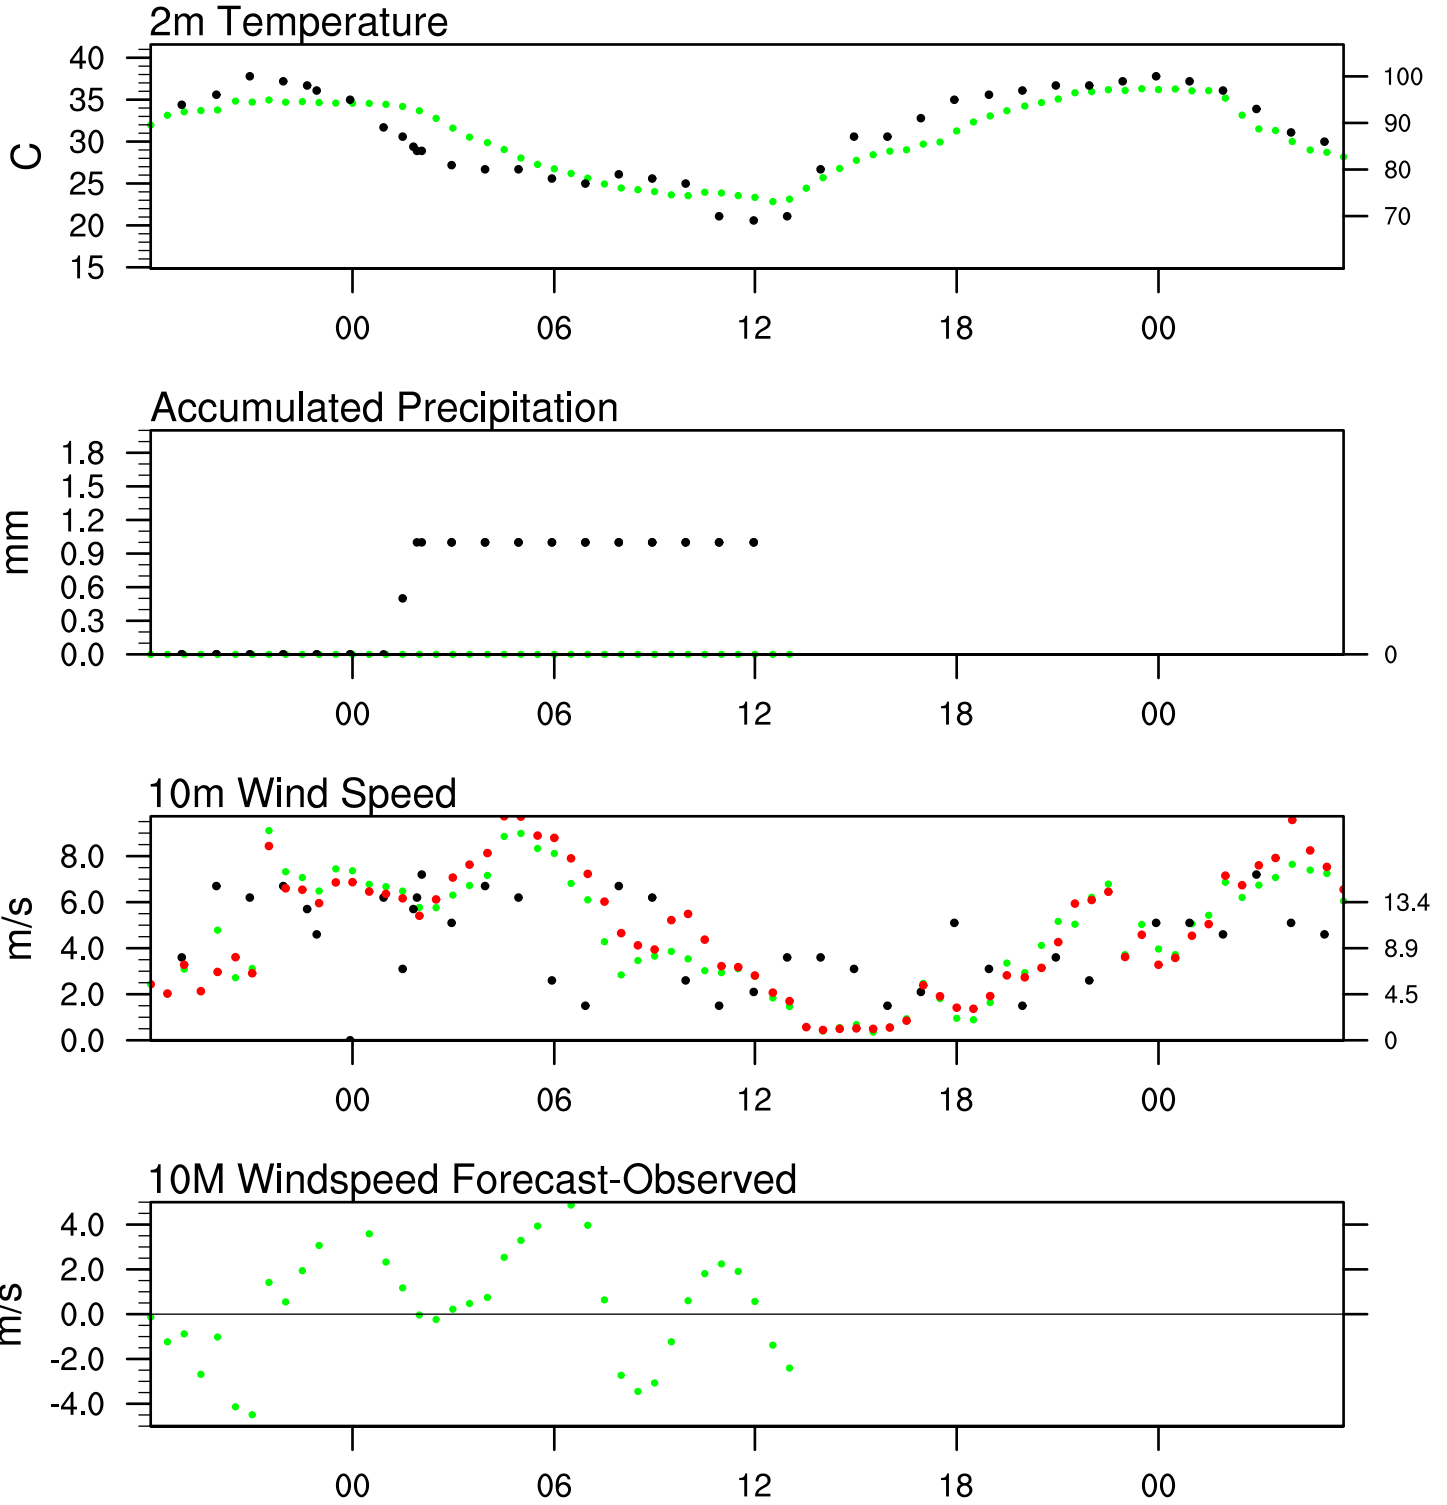 2m Temperature
40
35
30
25
20
15
C
100
90
80
70
00 06 12 18 00
Accumulated Precipitation
1.8
1.5
1.2
0.9
0.6
0.3
0.0
mm
0
00 06 12 18 00
10m Wind Speed
8.0
6.0
4.0
2.0
0.0
m/s
13.4
8.9
4.5
0
00 06 12 18 00
10M Windspeed Forecast-Observed
4.0
2.0
0.0
-2.0
-4.0
m/s
00 06 12 18 00